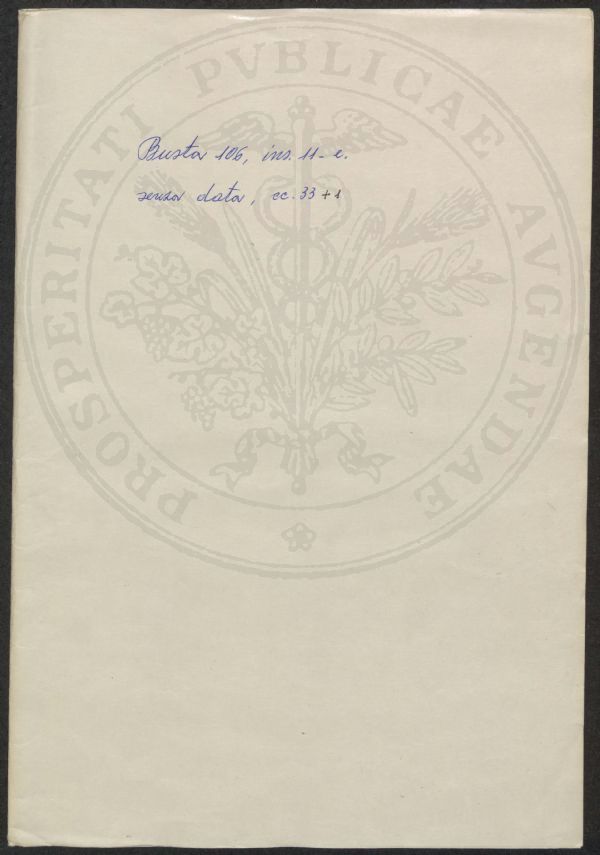 PROSPERITATI PVBLICAE AVGENDAE
Busta 106, ins. 11-e.
senza data, cc. 33 + 1